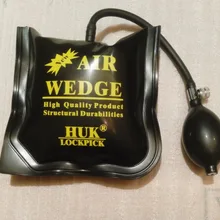 AIR
WEDGE
High Quality Product
Structural Durabilities
HUK®
LOCKPICK